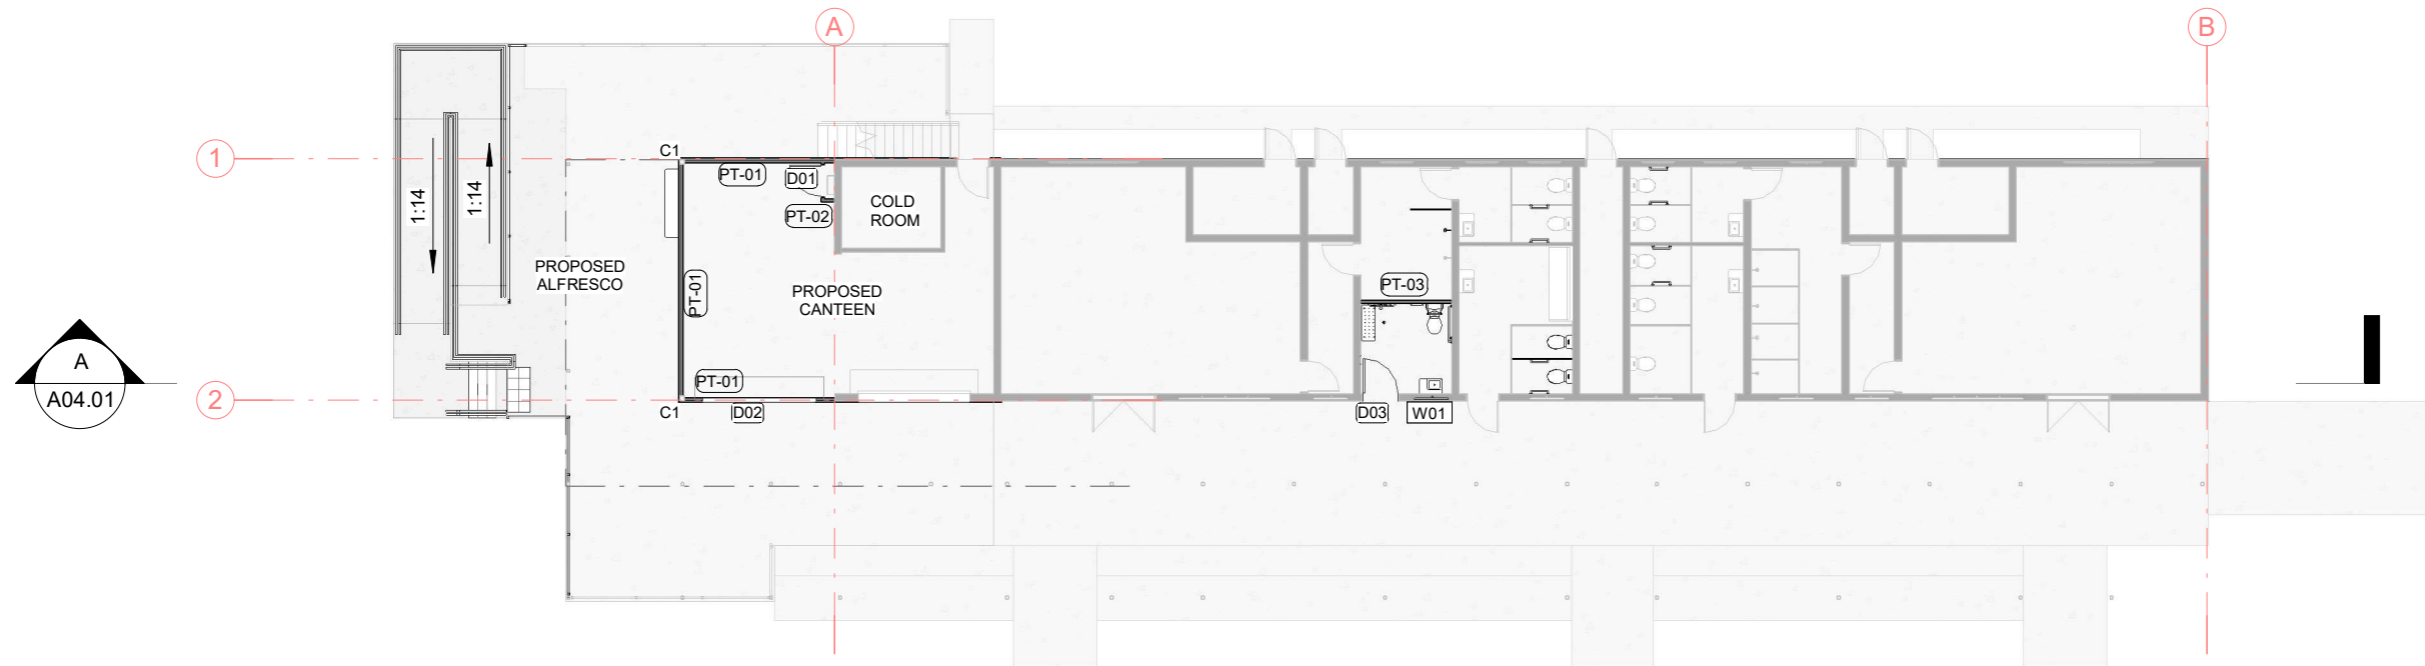 A
B
1
C1
PT-01
D01
1:14
1:14
COLD
ROOM
PT-02
PROPOSED
ALFRESCO
PT-01
PROPOSED
CANTEEN
PT-03
A
A04.01
2
PT-01
C1
D02
D03
W01